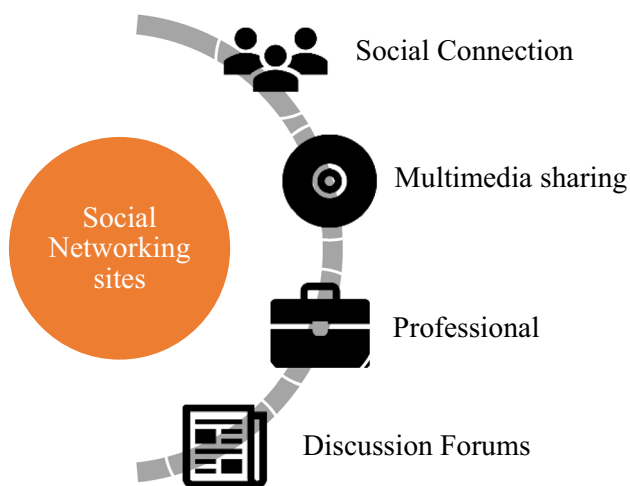 Social Connection
Multimedia sharing
Social
Networking
sites
Professional
Discussion Forums